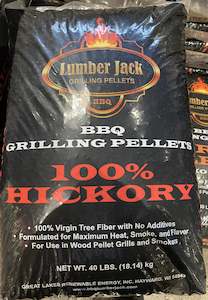 Lumber Jack
GRILLING PELLETS
BBQ
BBQ
GRILLING PELLETS
100%
HICKORY
• 100% Virgin Tree Fiber with No Additives
• Formulated for Maximum Heat, Smoke, and Flavor
• For Use in Wood Pellet Grills and Smokers
NET WT. 40 LBS. (18.14) kg
GREAT LAKES RENEWABLE ENERGY, INC. HAYWARD, WI